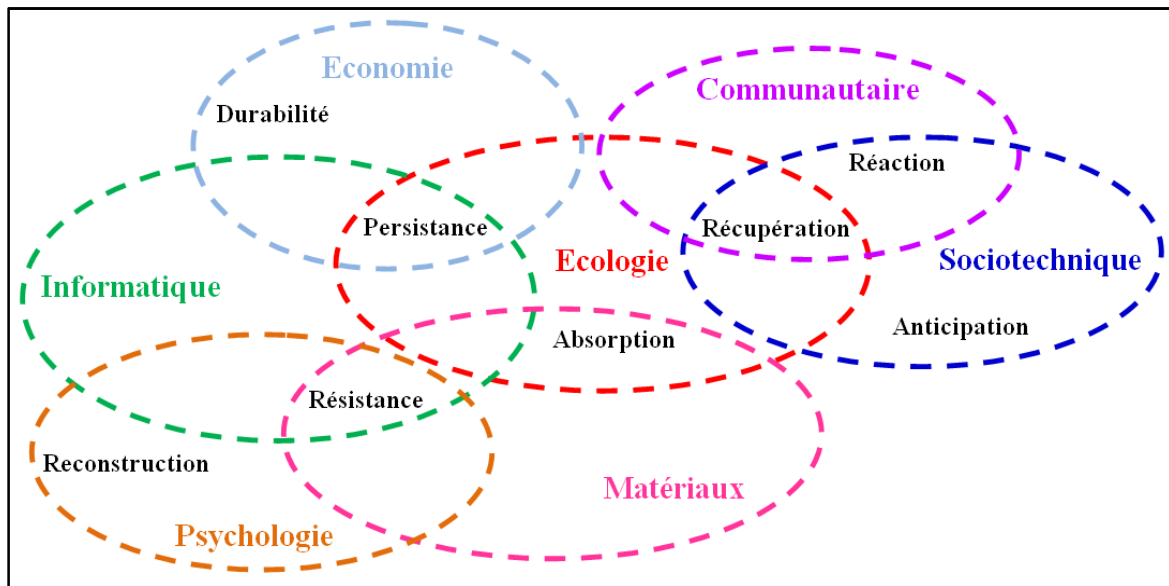 Economie
Communautaire
Durabilité
Réaction
Persistance
Récupération
Ecologie
Sociotechnique
Informatique
Absorption
Anticipation
Résistance
Reconstruction
Matériaux
Psychologie